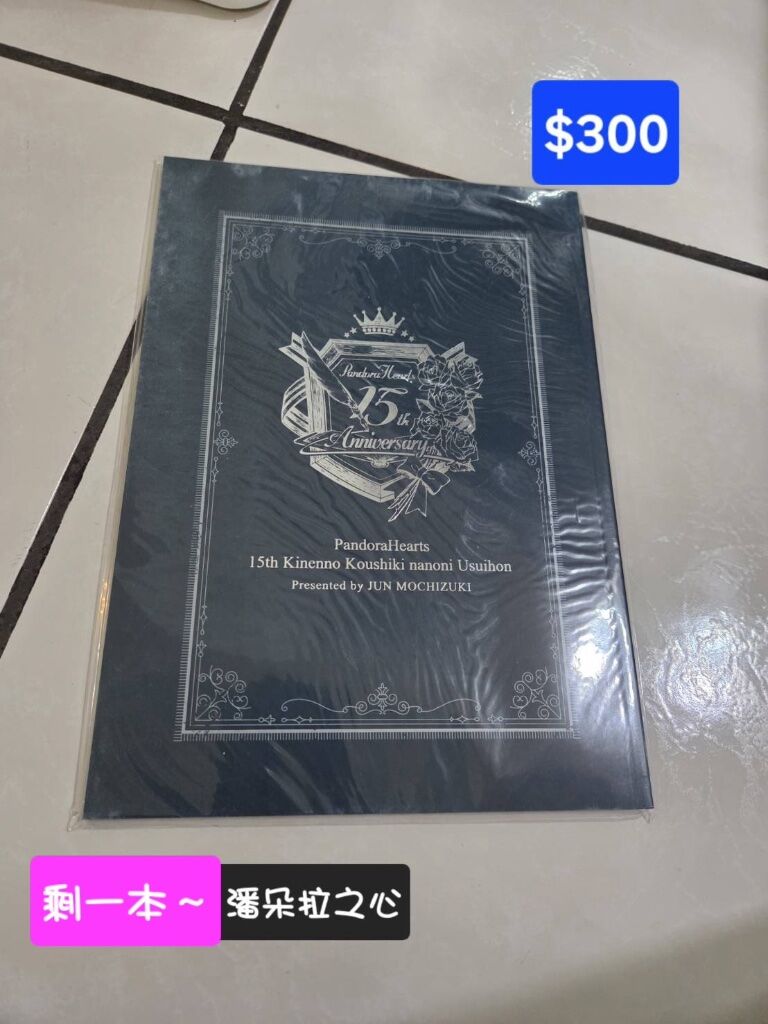 $300
PandoraHearts
15th
Anniversary
PandoraHearts
15th Kinenno Koushiki nanoni Usuihon
Presented by JUN MOCHIZUKI
剩一本~ 潘朵拉之心